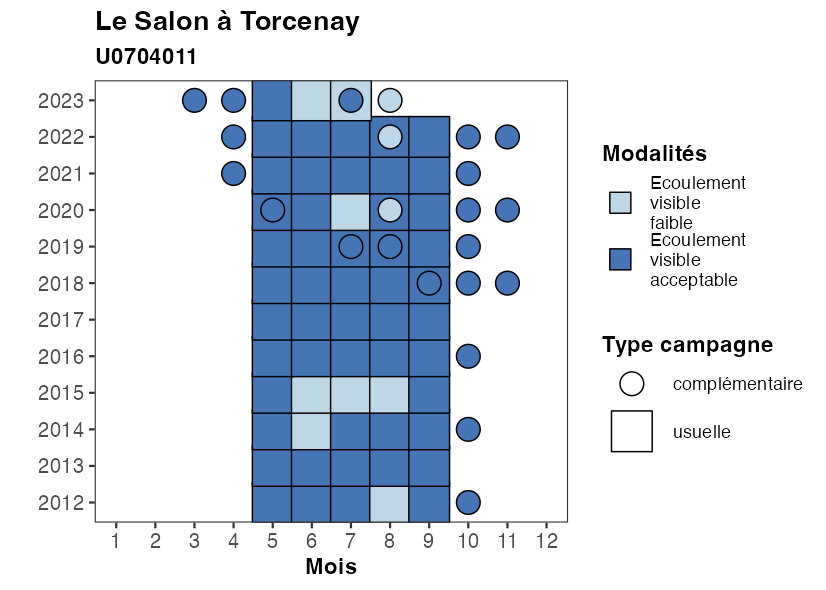 Le Salon à Torcenay
U0704011
2023
2022
2021
2020
2019
2018
2017
2016
2015
2014
2013
2012
1 2 3 4 5 6 7 8 9 10 11 12
Mois
Modalités
Ecoulement
visible
faible
Ecoulement
visible
acceptable
Type campagne
complémentaire
usuelle